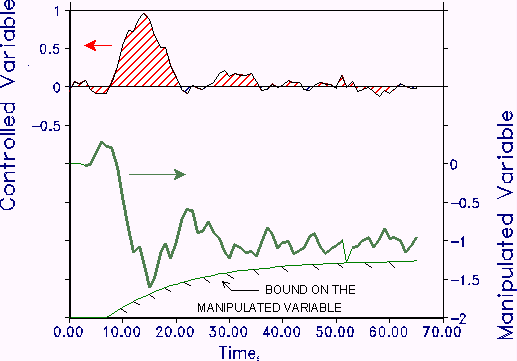 Controlled Variable
1
0.5
0
-0.5
Manipulated Variable
0
-0.5
-1
-1.5
-2
BOUND ON THE
MANIPULATED VARIABLE
0.00 10.00 20.00 30.00 40.00 50.00 60.00 70.00
Time,